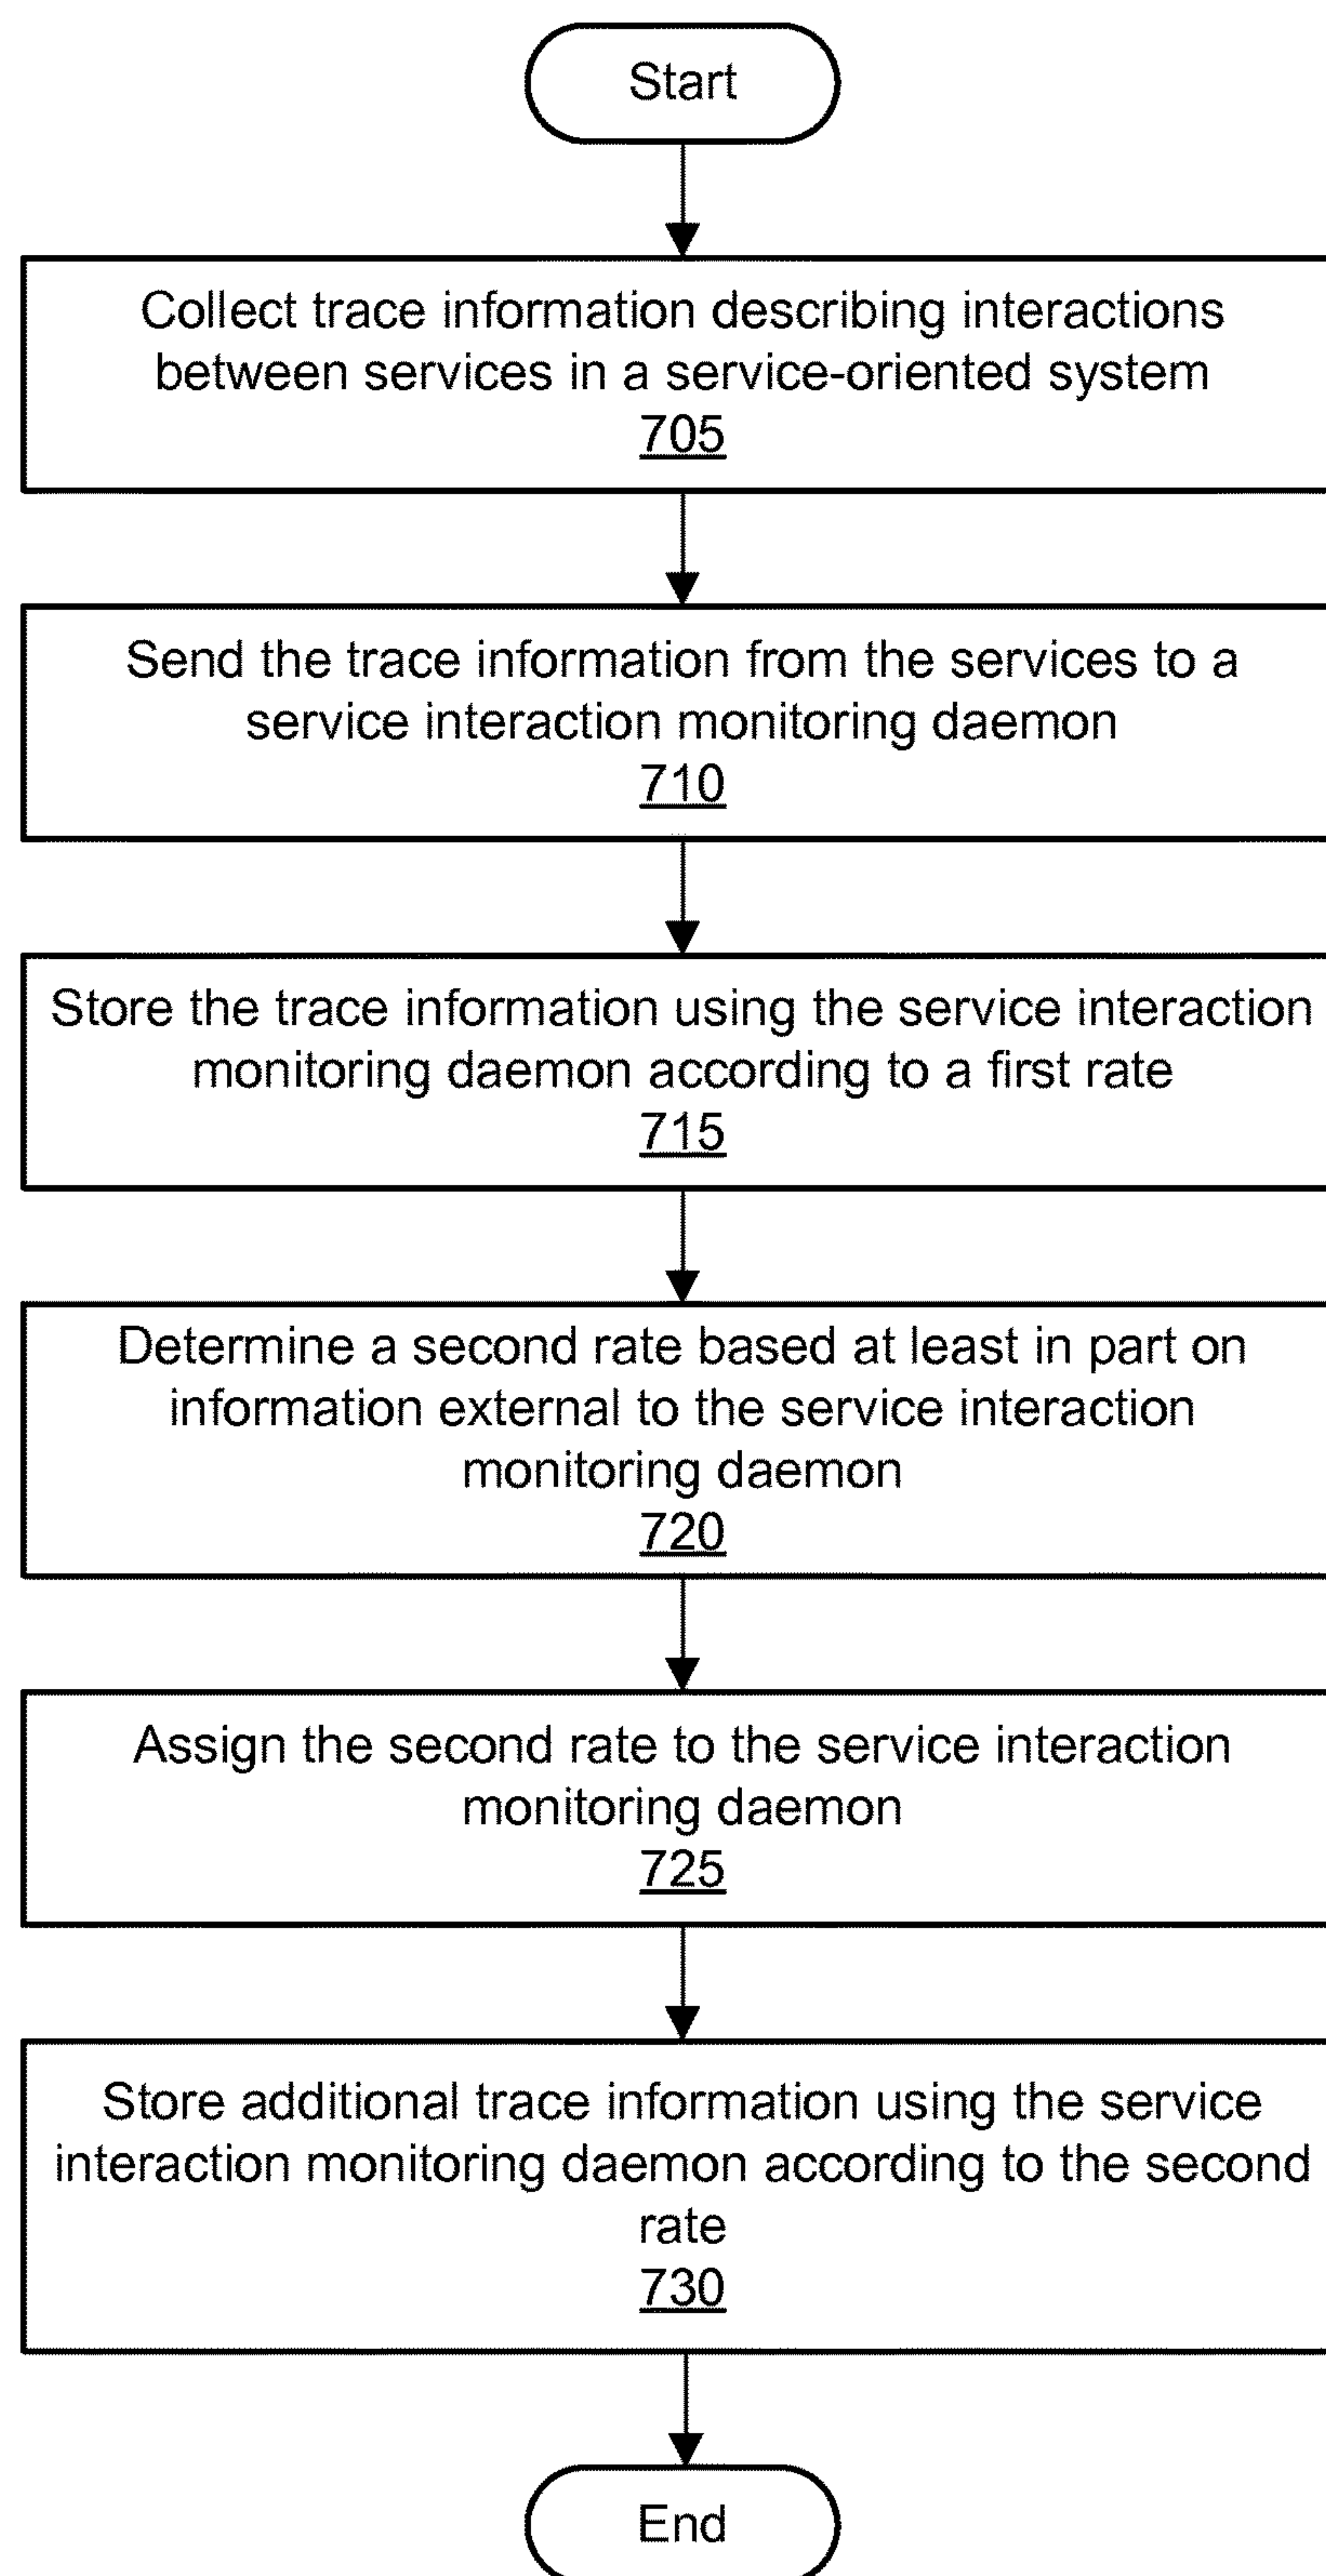 Start
Collect trace information describing interactions
between services in a service-oriented system
705
Send the trace information from the services to a
service interaction monitoring daemon
710
Store the trace information using the service interaction
monitoring daemon according to a first rate
715
Determine a second rate based at least in part on
information external to the service interaction
monitoring daemon
720
Assign the second rate to the service interaction
monitoring daemon
725
Store additional trace information using the service
interaction monitoring daemon according to the second
rate
730
End